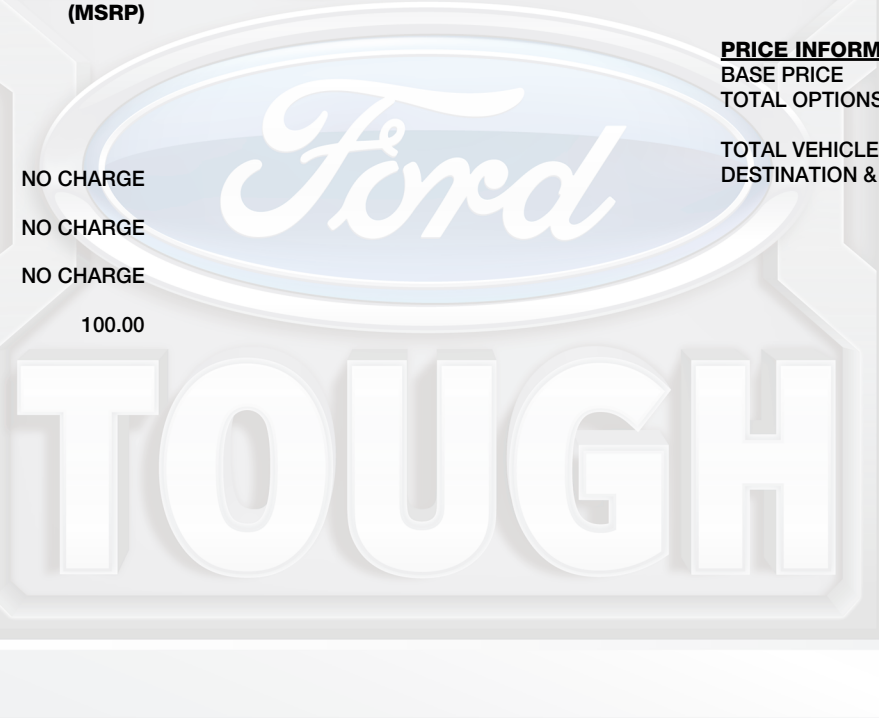 (MSRP)
NO CHARGE
NO CHARGE
NO CHARGE
100.00
PRICE INFORM
BASE PRICE
TOTAL OPTIONS
TOTAL VEHICLE
DESTINATION &
Ford
TOUGH